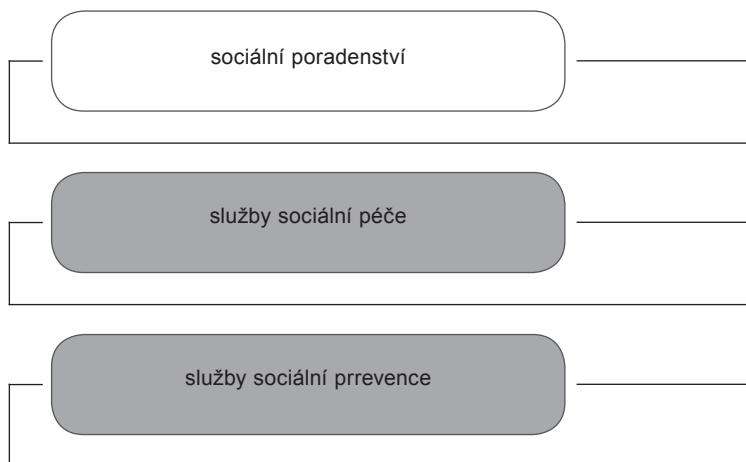 sociální poradenství
služby sociální péče
služby sociální prrevence